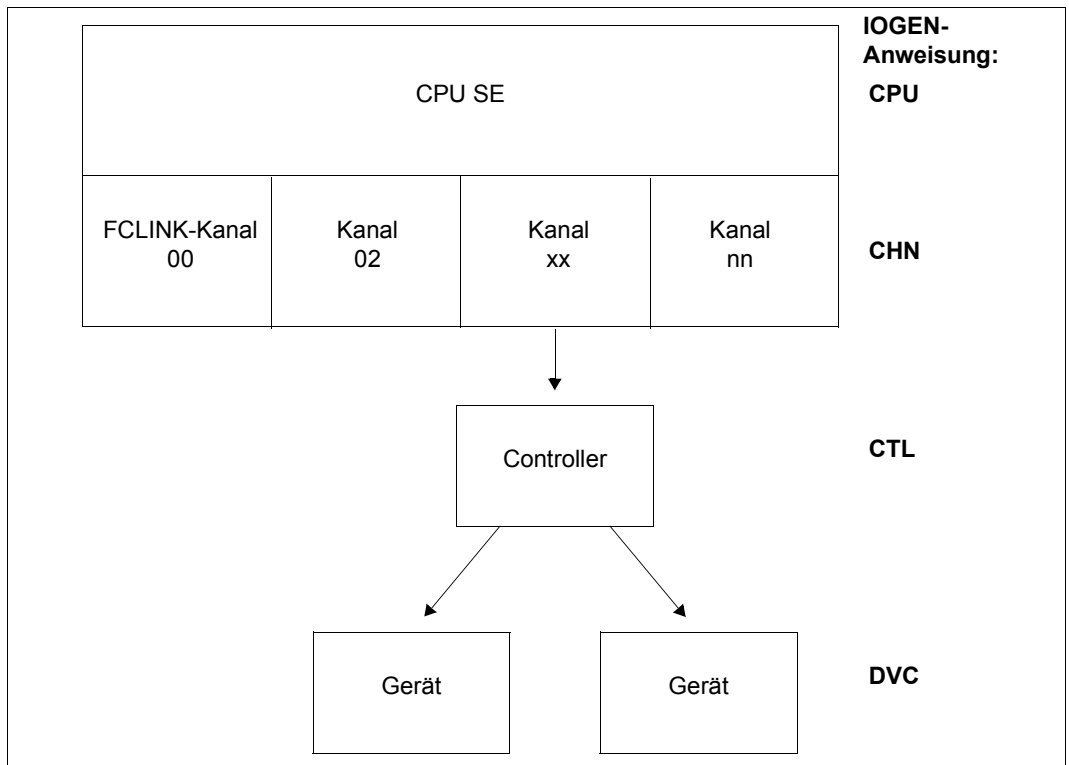 IOGEN-
Anweisung:
CPU SE
CPU
FCLINK-Kanal
00
Kanal
02
Kanal
xx
Kanal
nn
CHN
Controller
CTL
Gerät
Gerät
DVC